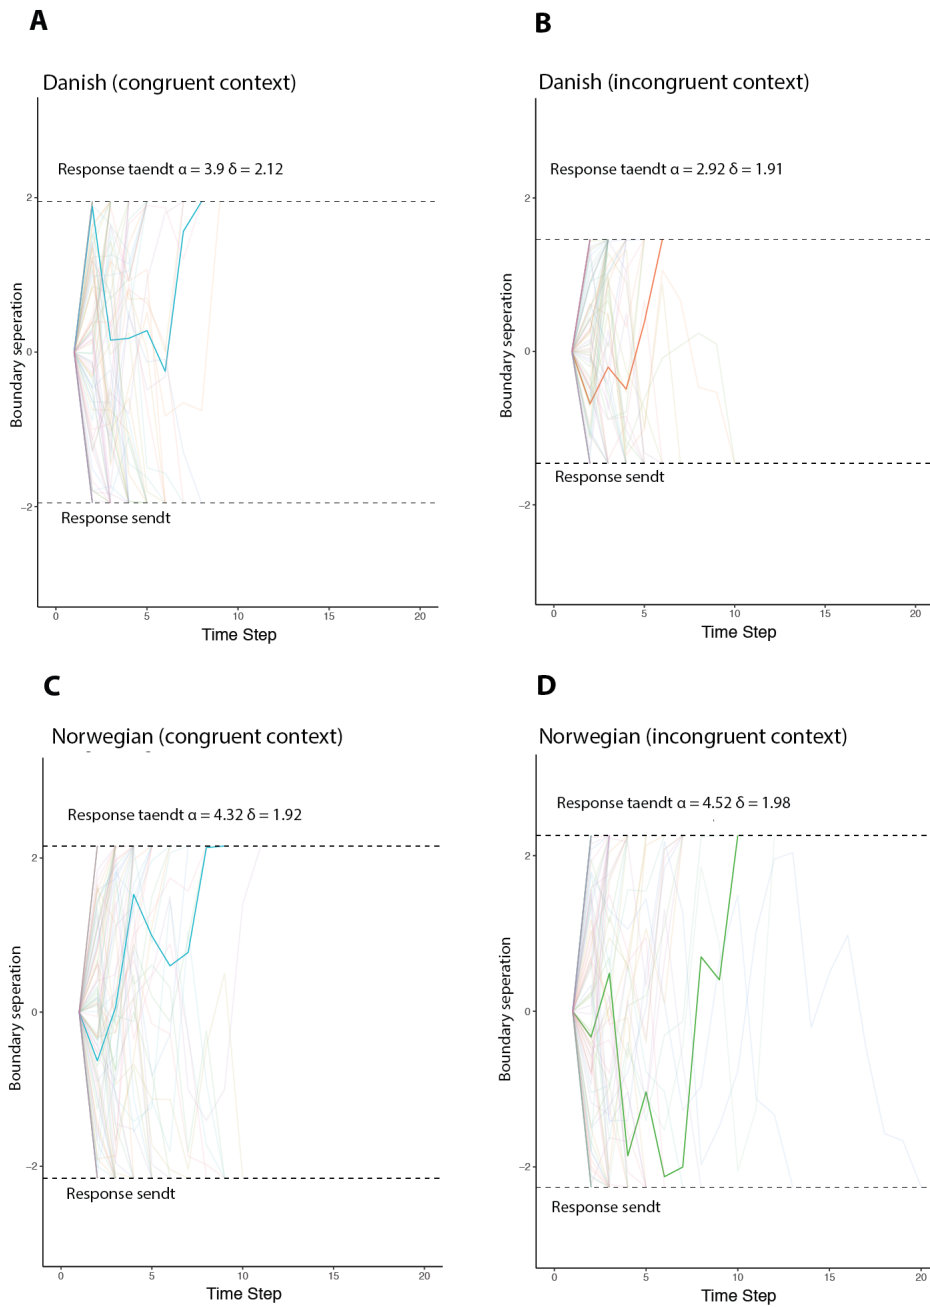 A
Danish (congruent context)
Response taendt α = 3.9 δ = 2.12
2
0
−2
Boundary seperation
Response sendt
0 5 10 15 20
Time Step
B
Danish (incongruent context)
Response taendt α = 2.92 δ = 1.91
2
0
−2
Boundary seperation
Response sendt
0 5 10 15 20
Time Step
C
Norwegian (congruent context)
Response taendt α = 4.32 δ = 1.92
2
0
−2
Boundary seperation
Response sendt
0 5 10 15 20
Time Step
D
Norwegian (incongruent context)
Response taendt α = 4.52 δ = 1.98
2
0
−2
Boundary seperation
Response sendt
0 5 10 15 20
Time Step